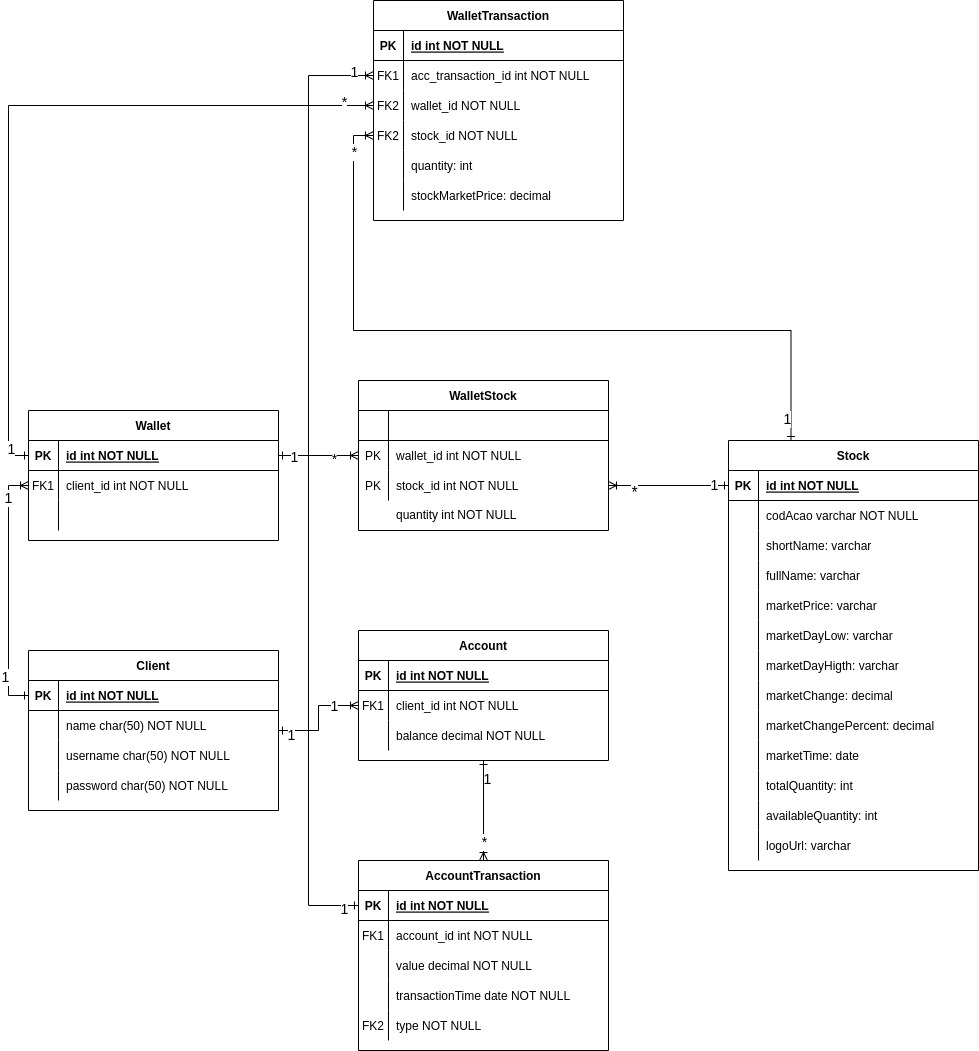 WalletTransaction
PK id int NOT NULL
1 FK1 acc_transaction_id int NOT NULL
* FK2 wallet_id NOT NULL
FK2 stock_id NOT NULL
*
quantity: int
stockMarketPrice: decimal
WalletStock
1
Wallet
Stock
1 PK id int NOT NULL 1 * PK wallet_id int NOT NULL
FK1 client_id int NOT NULL
PK stock_id int NOT NULL * 1 PK id int NOT NULL
1
quantity int NOT NULL
codAcao varchar NOT NULL
shortName: varchar
fullName: varchar
marketPrice: varchar
marketDayLow: varchar
marketDayHigth: varchar
marketChange: decimal
marketChangePercent: decimal
marketTime: date
totalQuantity: int
availableQuantity: int
logoUrl: varchar
Client
1
PK id int NOT NULL
name char(50) NOT NULL
username char(50) NOT NULL
password char(50) NOT NULL
1
Account
PK id int NOT NULL
1 FK1 client_id int NOT NULL
balance decimal NOT NULL
1
*
AccountTransaction
1 PK id int NOT NULL
FK1 account_id int NOT NULL
value decimal NOT NULL
transactionTime date NOT NULL
FK2 type NOT NULL